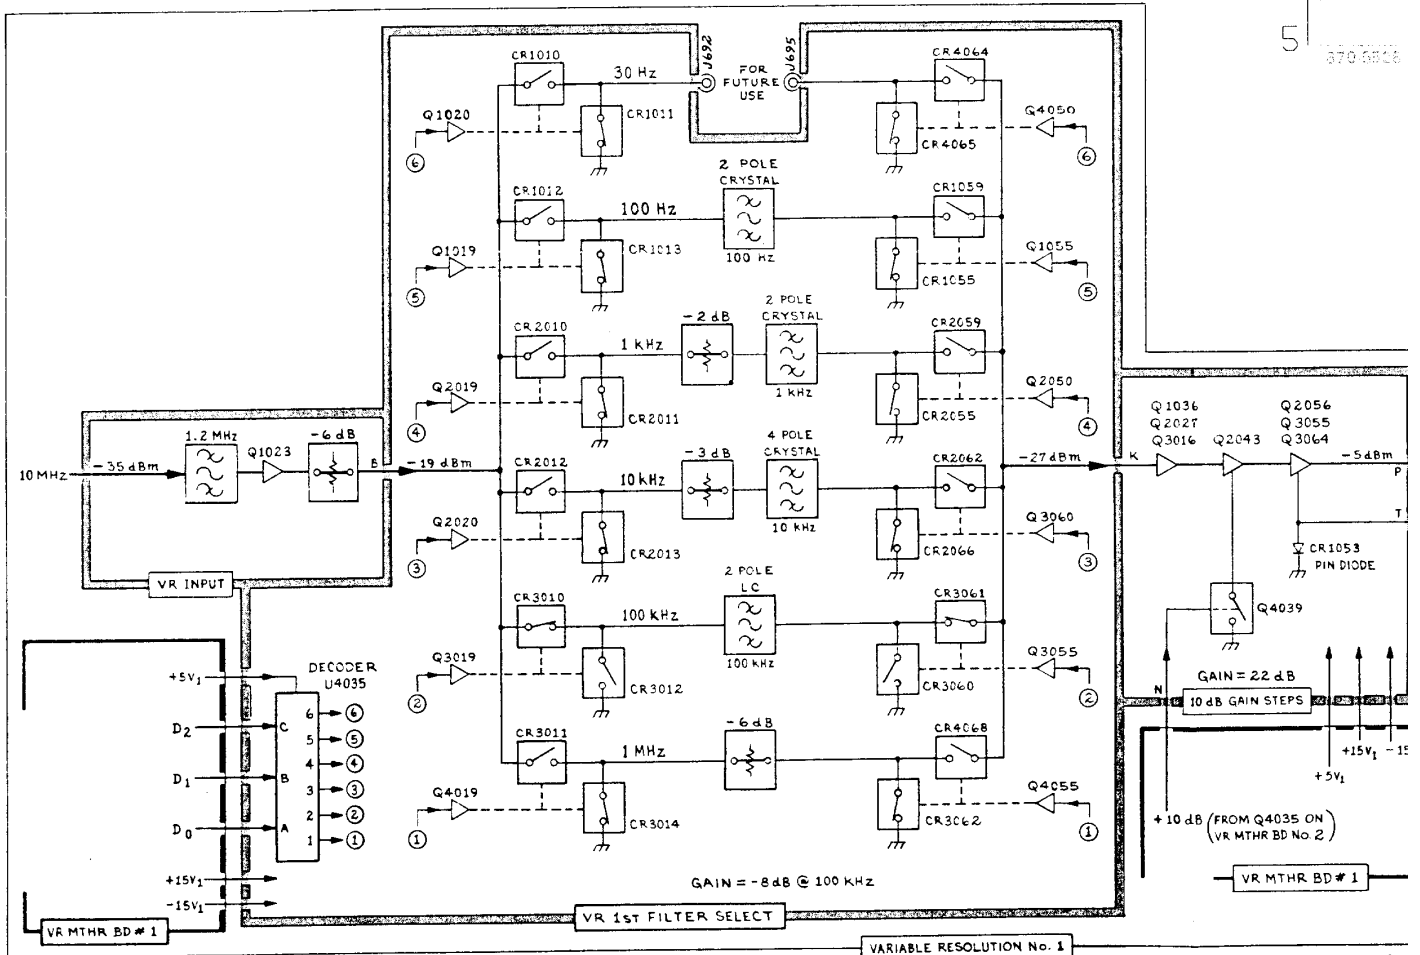 5
CR1010
30 Hz
J692
FOR
FUTURE
USE
J695
CR4064
Q1020
CR1011
CR4065
Q4050
6
6
2 POLE
CRYSTAL
CR1012
100 Hz
100 Hz
CR1059
Q1019
CR1013
CR1055
Q1055
5
5
2 POLE
CRYSTAL
CR2010
1 kHz
-2 dB
1 kHz
CR2059
Q2019
CR2011
CR2055
Q2050
4
4
4 POLE
CRYSTAL
10 MHz
-35 dBm
1.2 MHz
Q1023
-6 dB
B
-19 dBm
CR2012
10 kHz
-3 dB
10 kHz
CR2062
-27 dBm
K
Q1036
Q2027
Q3016
Q2043
Q2056
Q3055
Q3064
-5 dBm
P
T
Q2020
CR2013
CR2066
Q3060
3
3
CR1053
PIN DIODE
Q4039
VR INPUT
2 POLE
LC
CR3010
100 kHz
100 kHz
CR3061
Q3019
CR3012
CR3060
Q3055
2
2
GAIN = 22 dB
N
10 dB GAIN STEPS
CR3011
1 MHz
-6 dB
CR4068
Q4019
CR3014
CR3062
Q4055
1
1
+5V1
+15V1
-15
+10 dB (FROM Q4035 ON
VR MTHR BD No. 2)
VR MTHR BD # 1
DECODER
U4035
+5V1
D2
C
D1
B
D0
A
6 6
5 5
4 4
3 3
2 2
1 1
+15V1
-15V1
VR MTHR BD # 1
GAIN = -8dB @ 100 KHz
VR 1ST FILTER SELECT
VARIABLE RESOLUTION No. 1